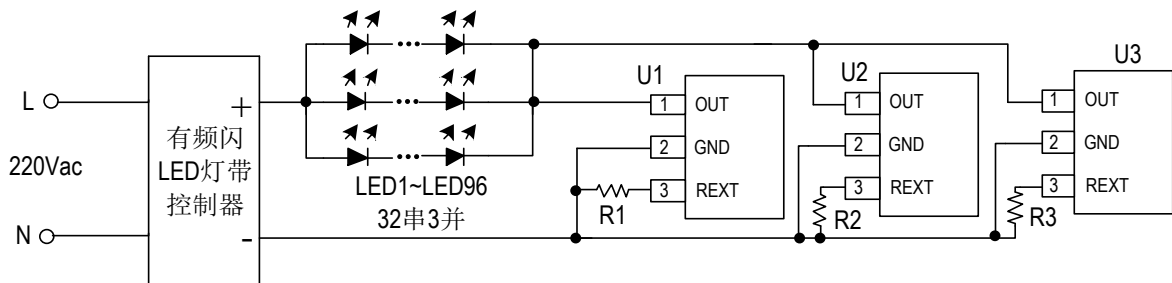 L
220Vac
N
+
有频闪
LED灯带
控制器
-
LED1~LED96
32串3并
U1
1 OUT
2 GND
3 REXT
R1
U2
1 OUT
2 GND
3 REXT
R2
U3
1 OUT
2 GND
3 REXT
R3